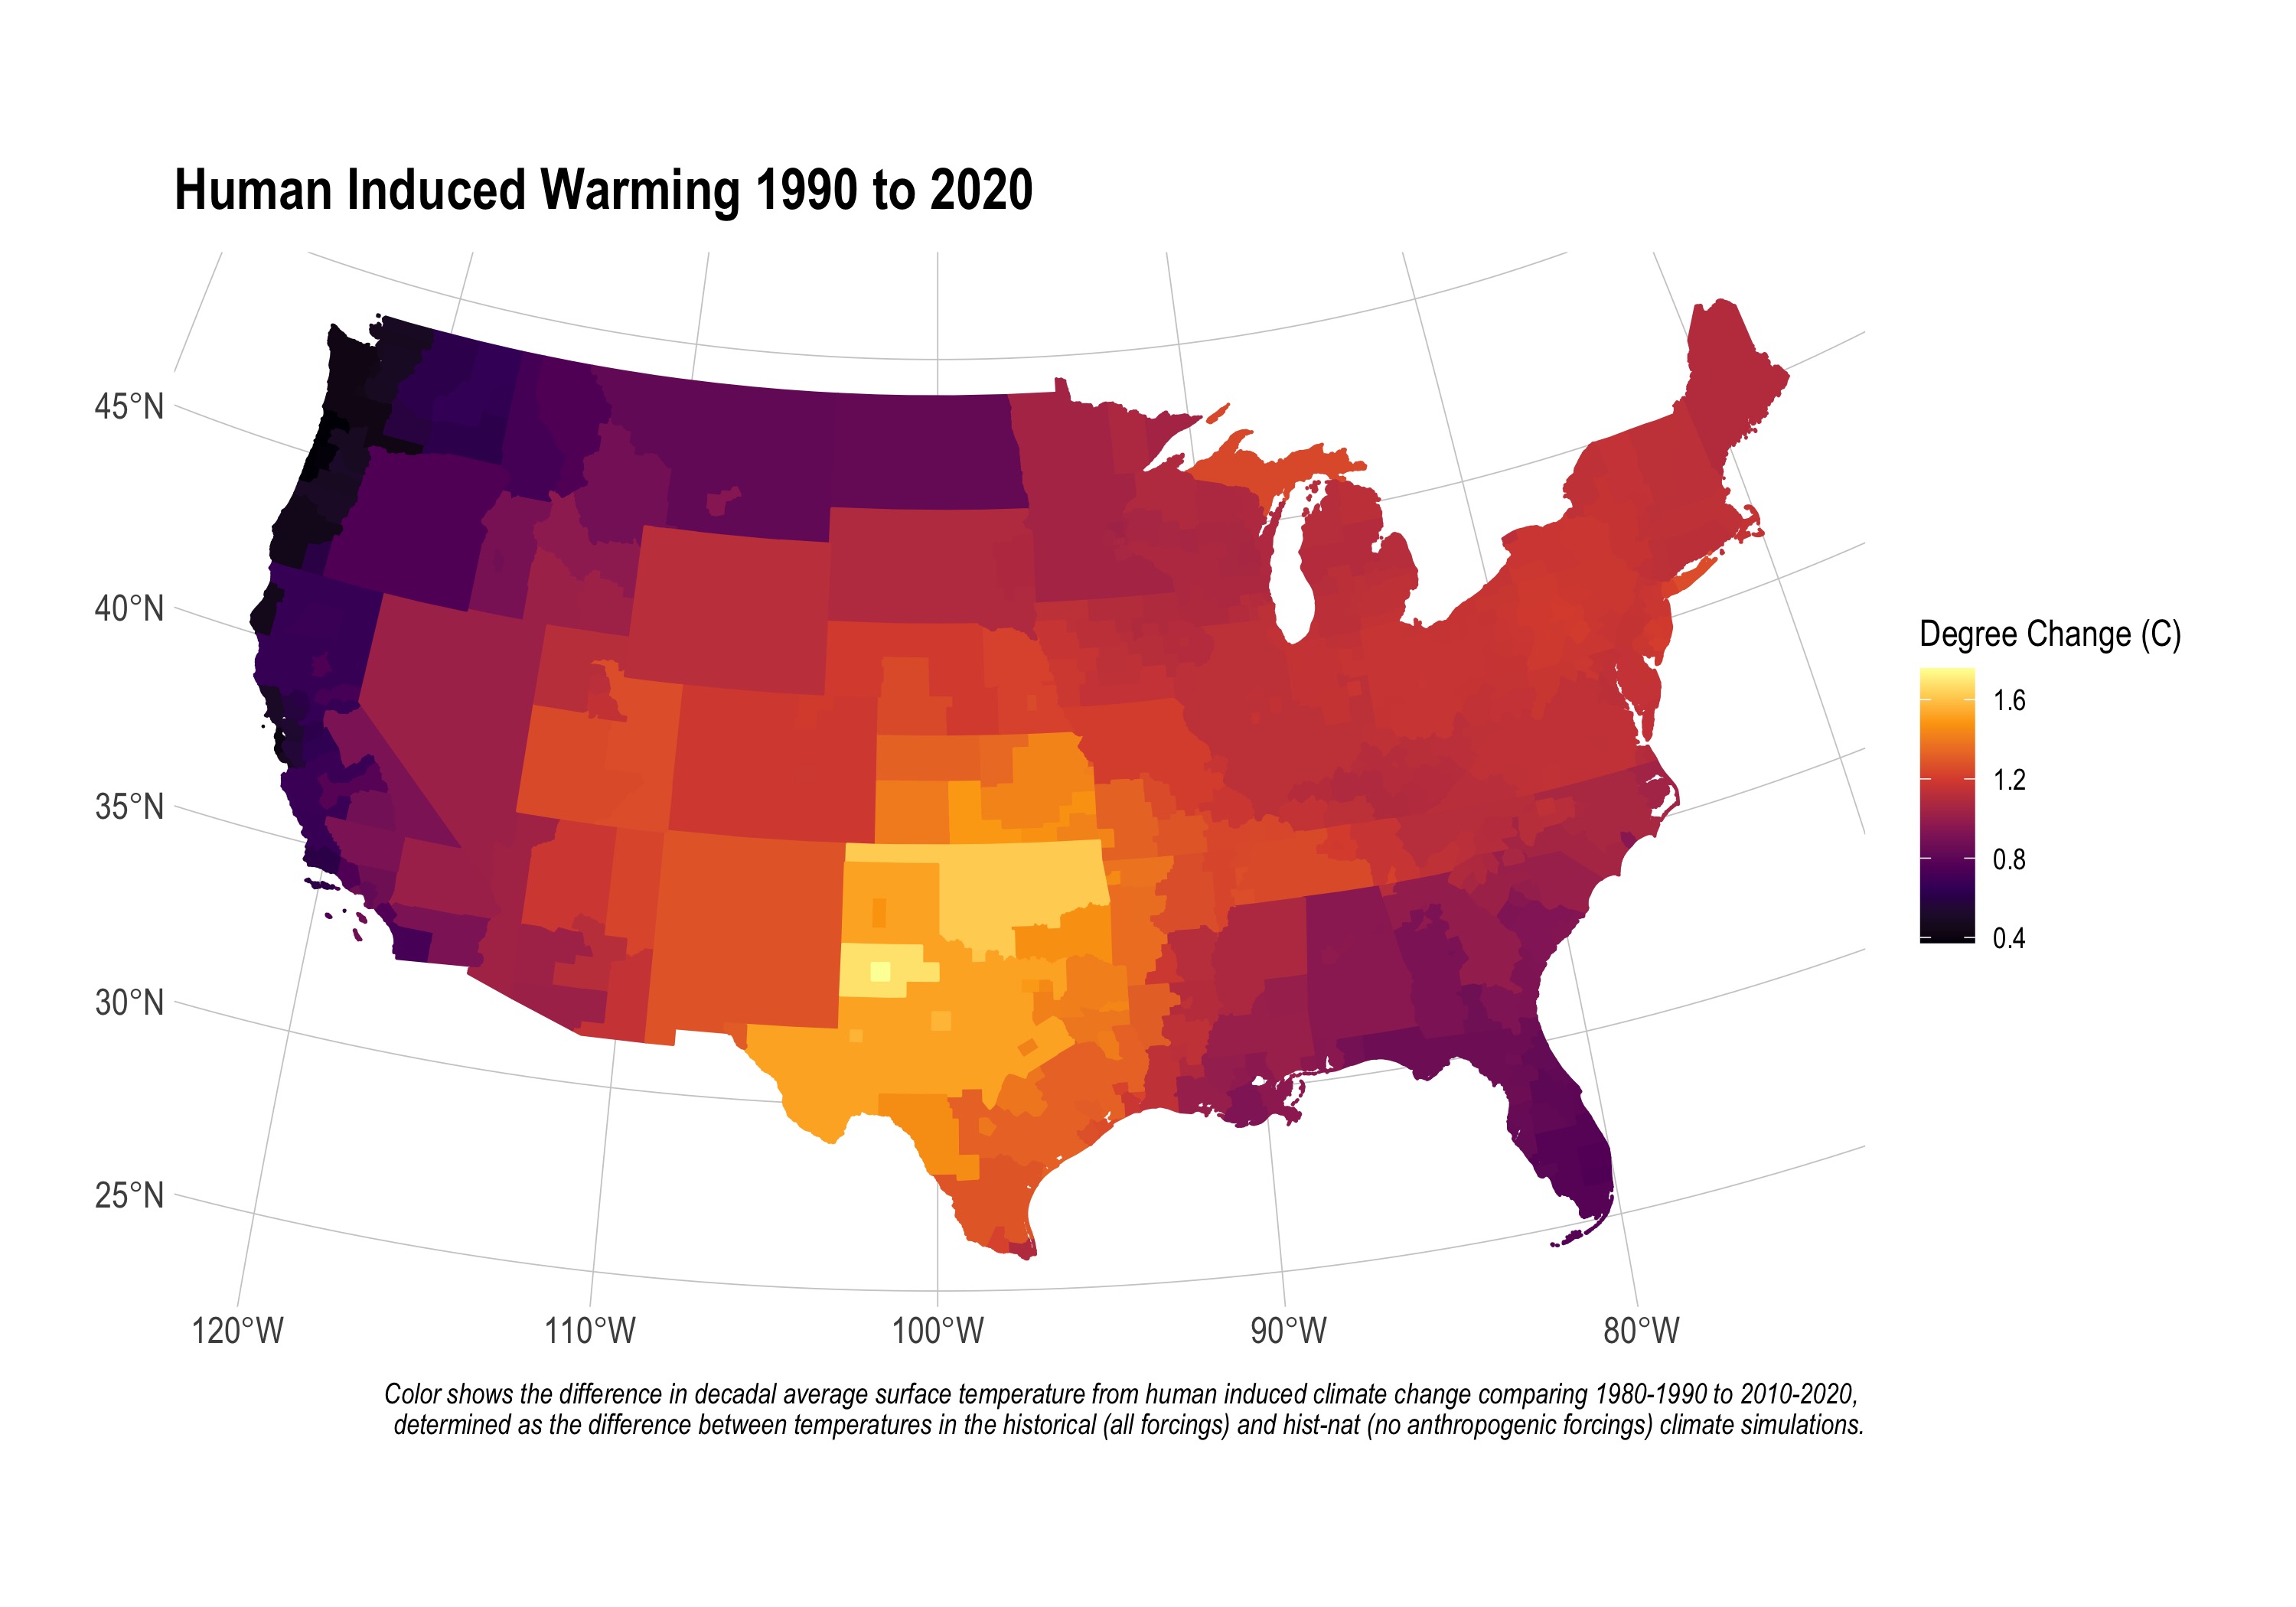 Human Induced Warming 1990 to 2020
45°N
40°N
35°N
30°N
25°N
120°W
110°W
100°W
90°W
80°W
Degree Change (C)
1.6
1.2
0.8
0.4
Color shows the difference in decadal average surface temperature from human induced climate change comparing 1980-1990 to 2010-2020,
determined as the difference between temperatures in the historical (all forcings) and hist-nat (no anthropogenic forcings) climate simulations.